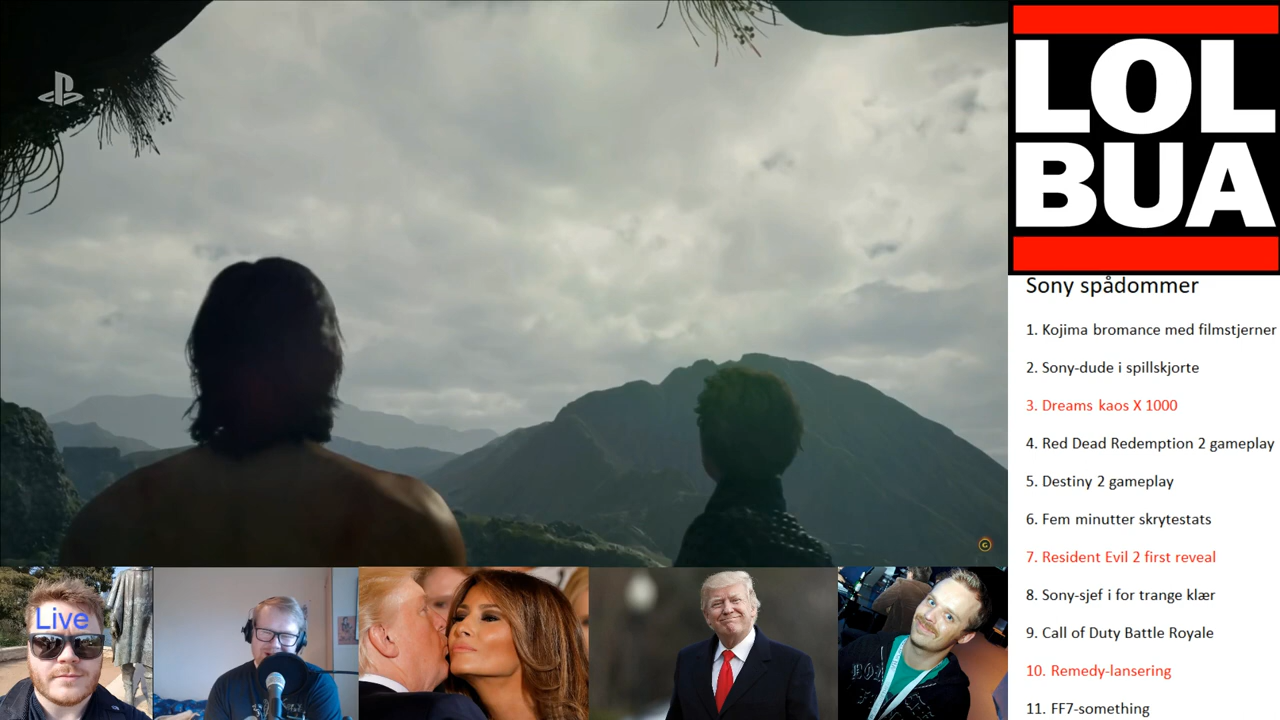 LOL
BUA
Sony spådommer
1. Kojima bromance med filmstjerner
2. Sony-dude i spillskjorte
3. Dreams kaos X 1000
4. Red Dead Redemption 2 gameplay
5. Destiny 2 gameplay
6. Fem minutter skrytestats
7. Resident Evil 2 first reveal
8. Sony-sjef i for trange klær
9. Call of Duty Battle Royale
10. Remedy-lansering
11. FF7-something
Live
G